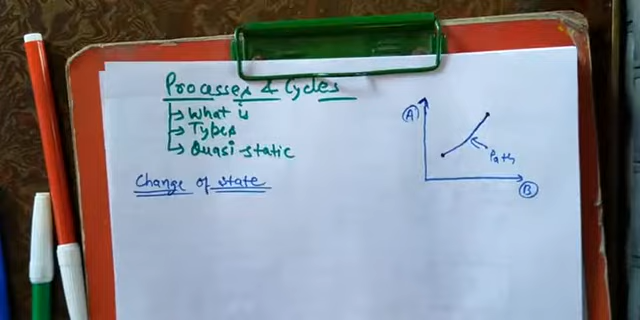 Processes & Cycles
What is
Types
Quasi-static
Change of state
A
Path
B